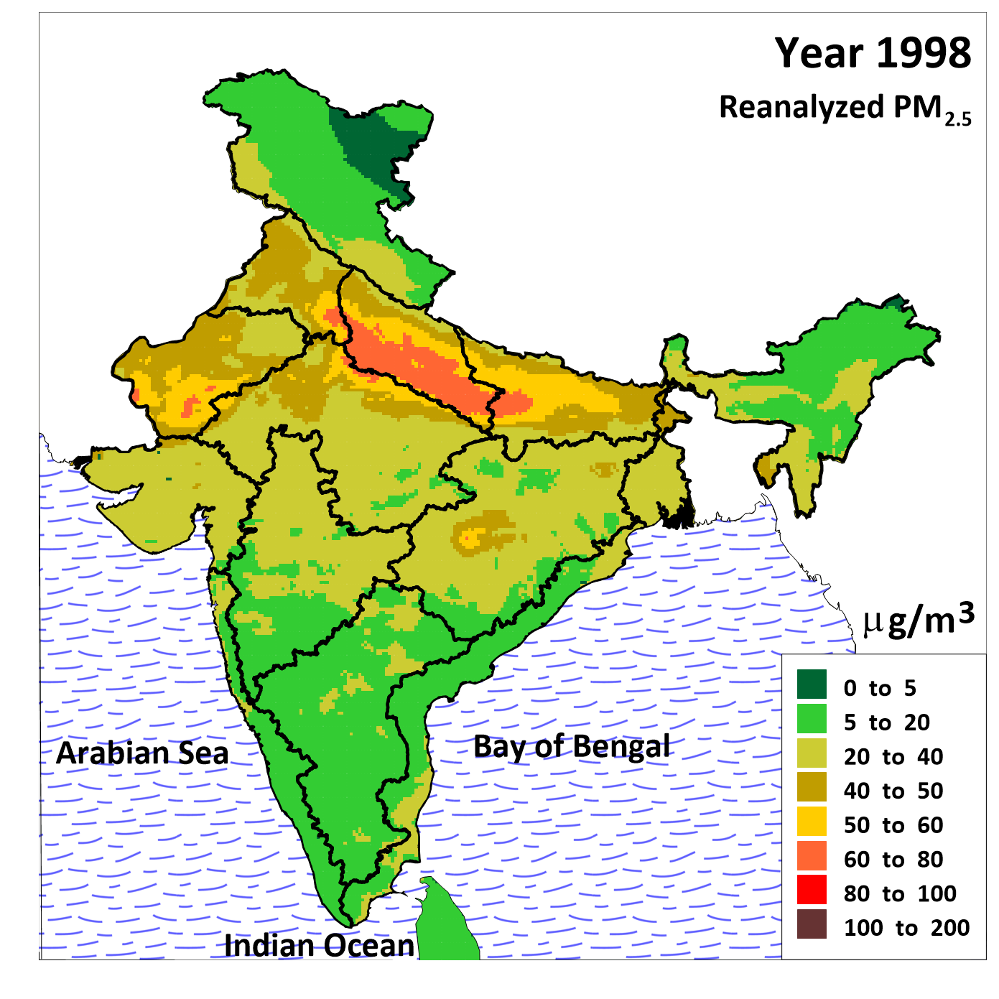 Year 1998
Reanalyzed PM2.5
μg/m3
0 to 5
5 to 20
20 to 40
40 to 50
50 to 60
60 to 80
80 to 100
100 to 200
Arabian Sea
Bay of Bengal
Indian Ocean